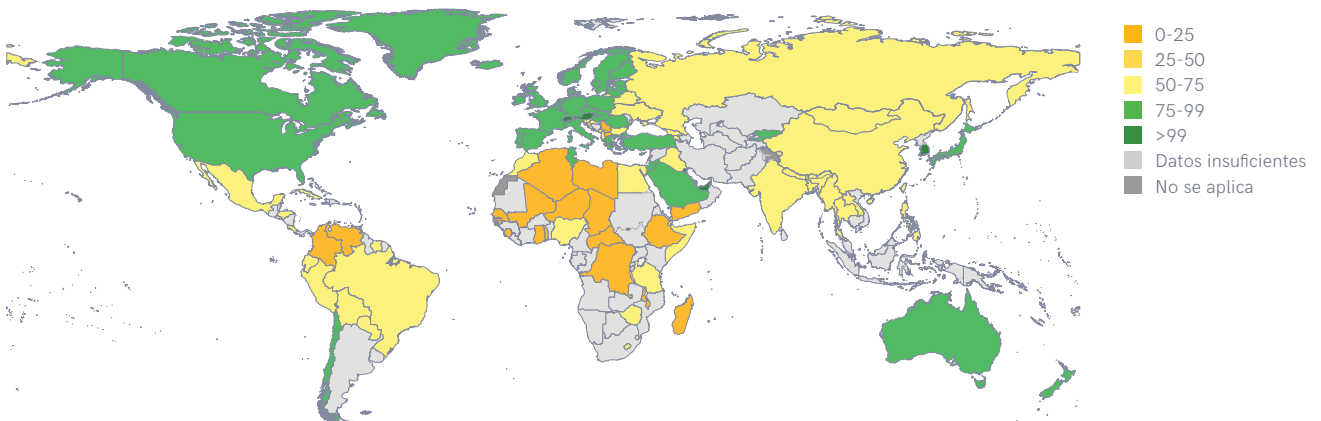 0-25
25-50
50-75
75-99
>99
Datos insuficientes
No se aplica